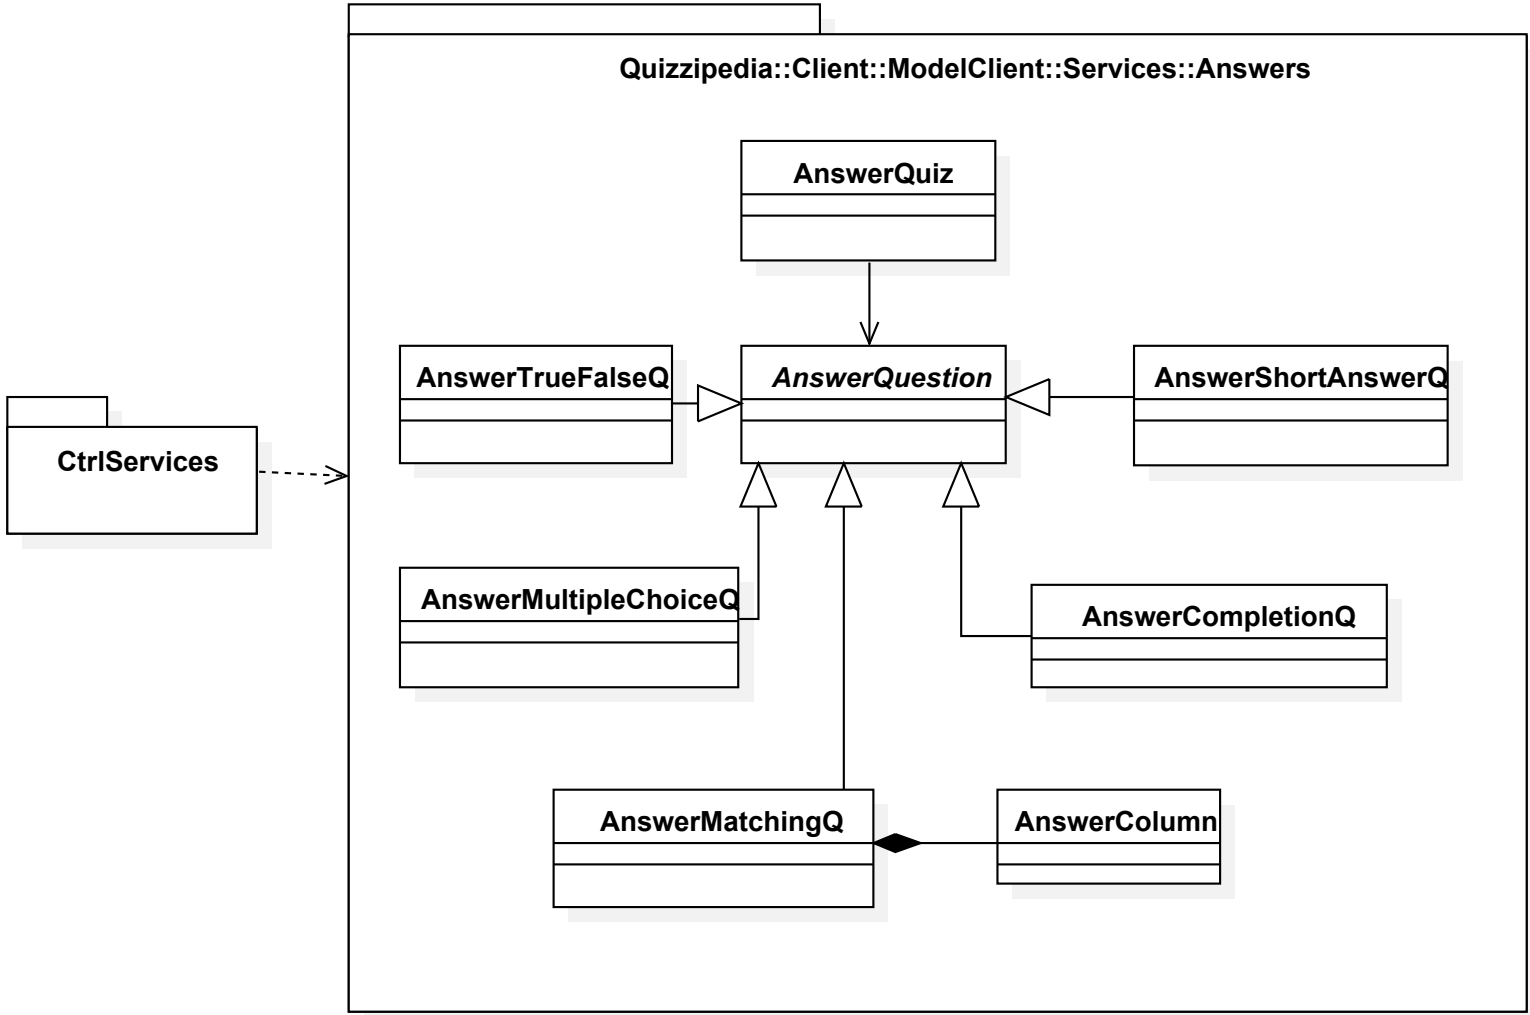 Quizzipedia::Client::ModelClient::Services::Answers
AnswerQuiz
AnswerTrueFalseQ
AnswerQuestion
AnswerShortAnswerQ
CtrlServices
AnswerMultipleChoiceQ
AnswerCompletionQ
AnswerMatchingQ
AnswerColumn